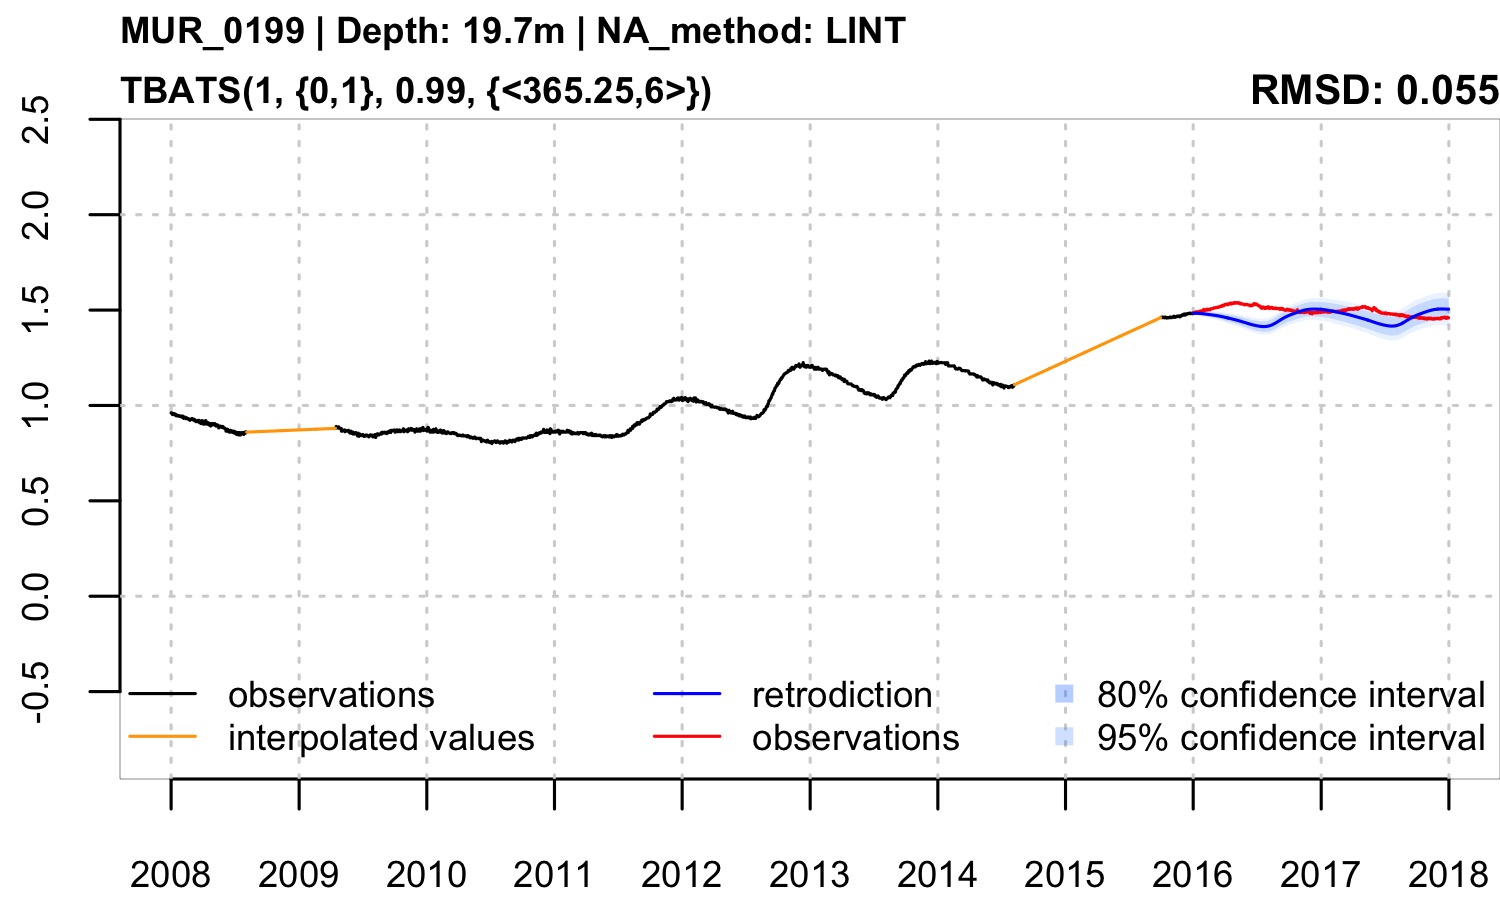 MUR_0199 | Depth: 19.7m | NA_method: LINT
TBATS(1, {0,1}, 0.99, {<365.25,6>})
RMSD: 0.055
2.5
2.0
1.5
1.0
0.5
0.0
-0.5
observations
interpolated values
retrodiction
observations
80% confidence interval
95% confidence interval
2008 2009 2010 2011 2012 2013 2014 2015 2016 2017 2018